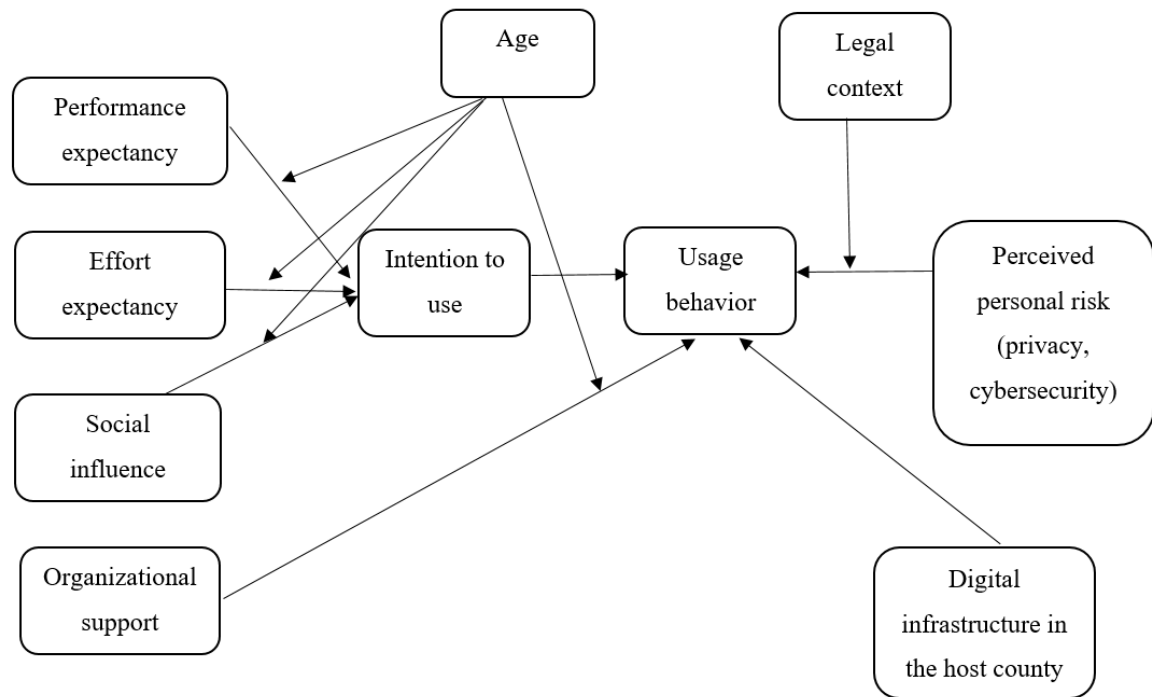 Age
Legal
context
Performance
expectancy
Effort
expectancy
Intention to
use
Usage
behavior
Perceived
personal risk
(privacy,
cybersecurity)
Social
influence
Organizational
support
Digital
infrastructure in
the host county